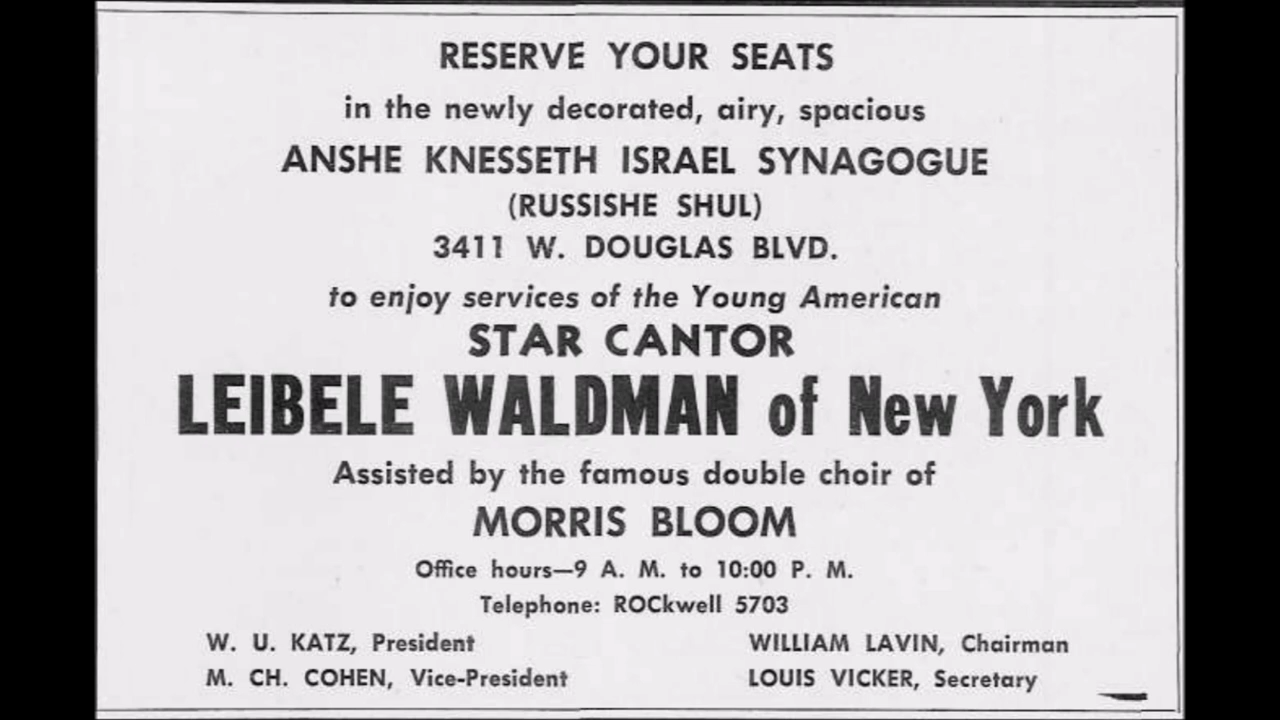 RESERVE YOUR SEATS
in the newly decorated, airy, spacious
ANSHE KNESSETH ISRAEL SYNAGOGUE
(RUSSISHE SHUL)
3411 W. DOUGLAS BLVD.
to enjoy services of the Young American
STAR CANTOR
LEIBELE WALDMAN of New York
Assisted by the famous double choir of
MORRIS BLOOM
Office hours—9 A. M. to 10:00 P. M.
Telephone: ROCkwell 5703
W. U. KATZ, President WILLIAM LAVIN, Chairman
M. CH. COHEN, Vice-President LOUIS VICKER, Secretary